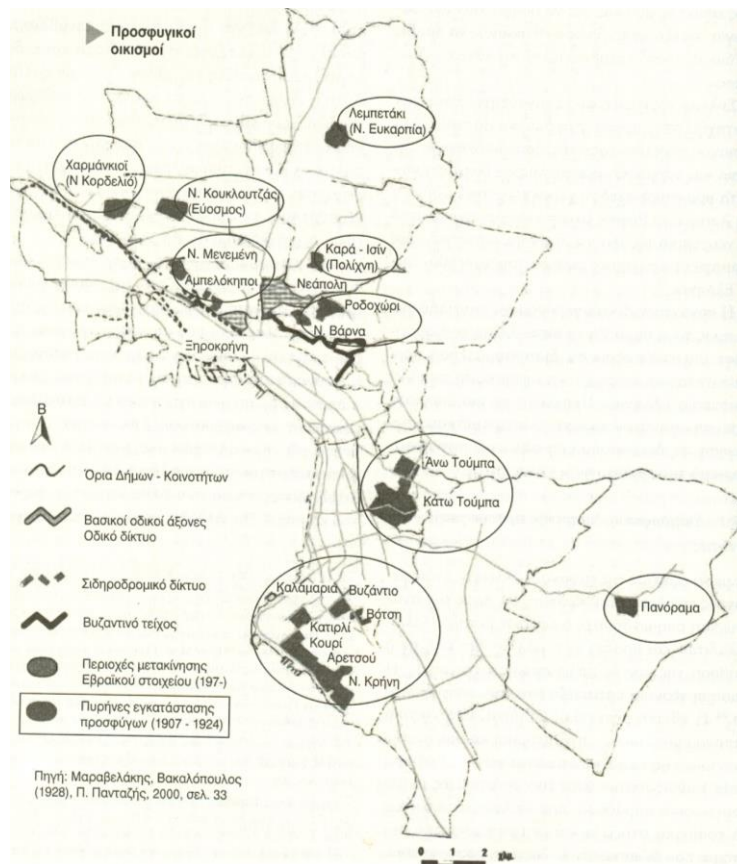 Προσφυγικοί
οικισμοί
Λεμπετάκι
(Ν. Ευκαρπία)
Χαρμάνκιοϊ
(Ν Κορδελιό)
Ν. Κουκλουτζάς
(Εύοσμος)
Ν. Μενεμένη
Αμπελόκηποι
Καρά - Ισίν
(Πολίχνη)
Νεάπολη
Ροδοχώρι
Ν. Βάρνα
Ξηροκρήνη
Άνω Τούμπα
Κάτω Τούμπα
Καλαμαριά Βυζάντιο
Βότση
Κατιρλί
Κουρί
Αρετσού
Ν. Κρήνη
Πανόραμα
Β
Όρια Δήμων - Κοινοτήτων
Βασικοί οδικοί άξονες
Οδικό δίκτυο
Σιδηροδρομικό δίκτυο
Βυζαντινό τείχος
Περιοχές μετακίνησης
Εβραϊκού στοιχείου (197-)
Πυρήνες εγκατάστασης
προσφύγων (1907 - 1924)
Πηγή: Μαραβελάκης, Βακαλόπουλος
(1928), Π. Πανταζής, 2000, σελ. 33
0 1 2 χλμ.